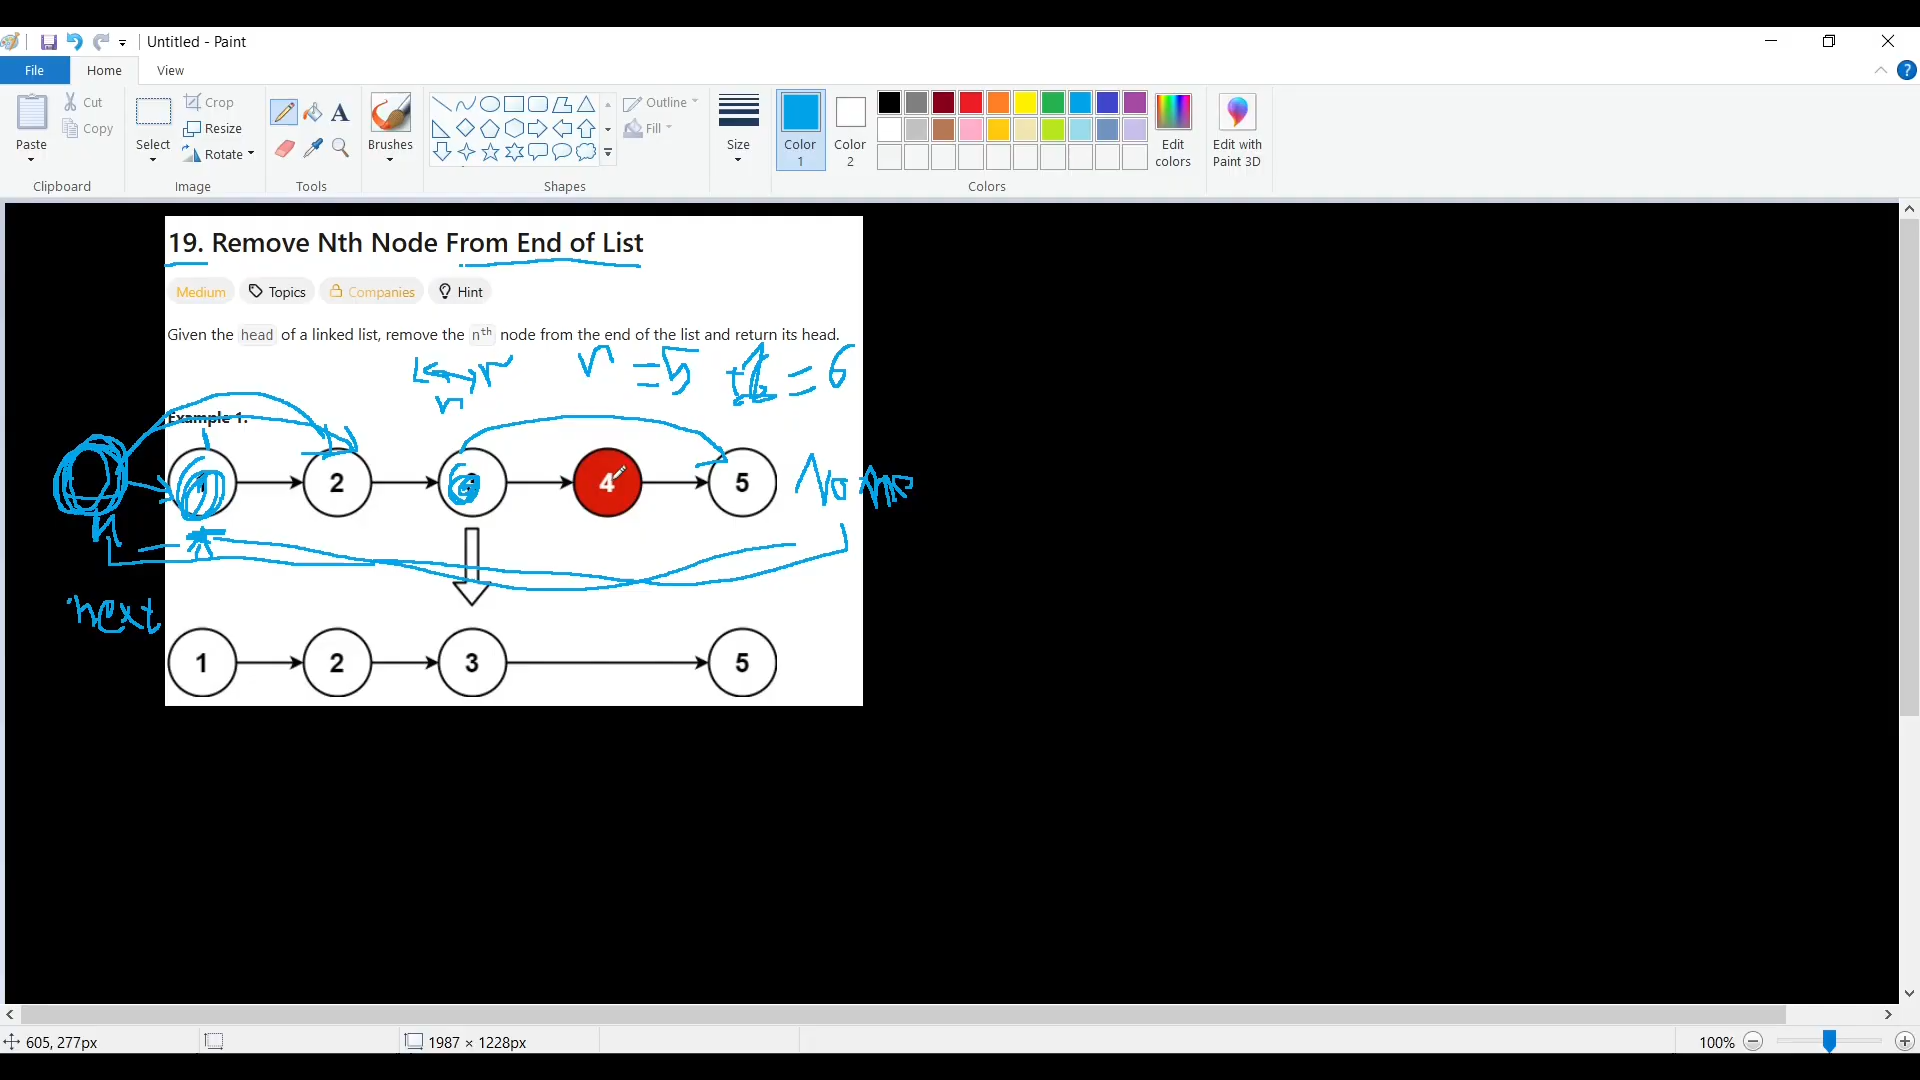 Untitled - Paint
File Home View
Paste
Cut
Copy
Clipboard
Select
Crop
Resize
Rotate
Image
Tools
Brushes
Outline
Fill
Shapes
Size
Color 1
Color 2
Edit colors
Colors
Edit with Paint 3D
19. Remove Nth Node From End of List
Medium Topics Companies Hint
Given the head of a linked list, remove the nth node from the end of the list and return its head.
n = 5 + 1 = 6
Example 1:
2 4 5
next
1 2 3 5
605, 277px
1987 × 1228px
100%